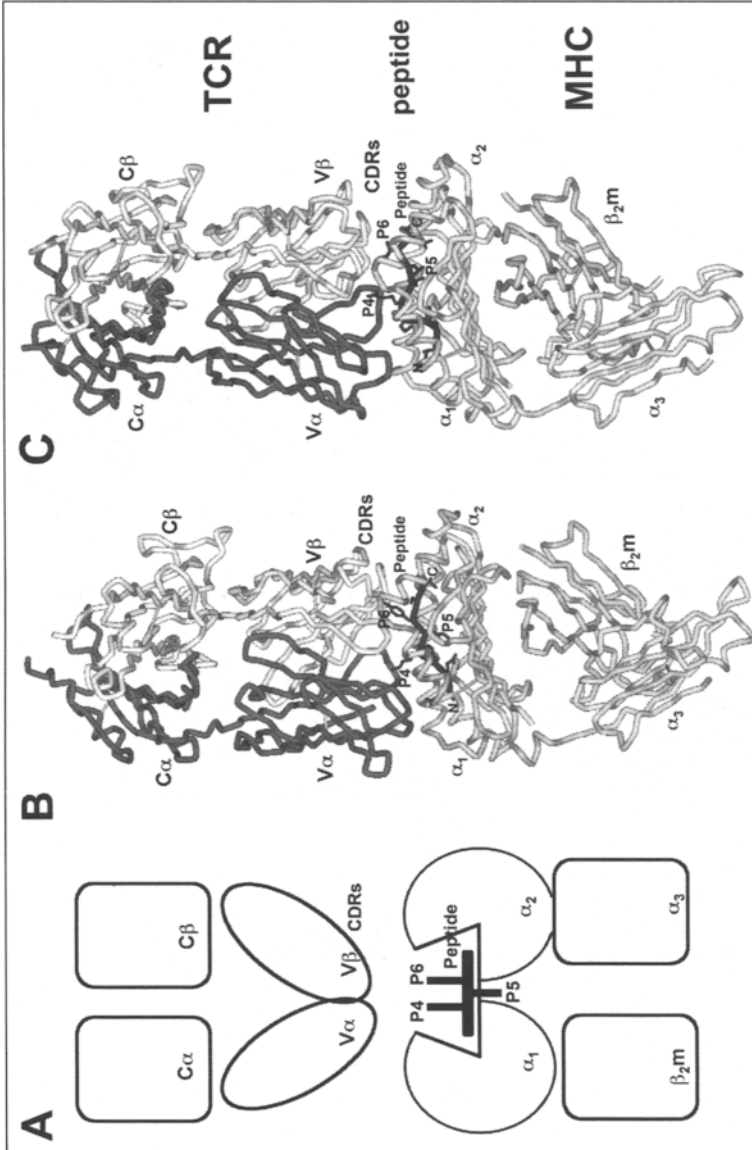 A
Cα
Cβ
Vα
Vβ
CDRs
P4
P6
Peptide
P5
α₁
α₂
β₂m
α₃
B
Cα
Cβ
Vα
Vβ
CDRs
Peptide
P6
P4
P5
N
C
α₁
α₂
β₂m
α₃
C
Cα
Cβ
Vα
Vβ
CDRs
Peptide
P6
P4
P5
N
C
α₁
α₂
β₂m
α₃
TCR
peptide
MHC